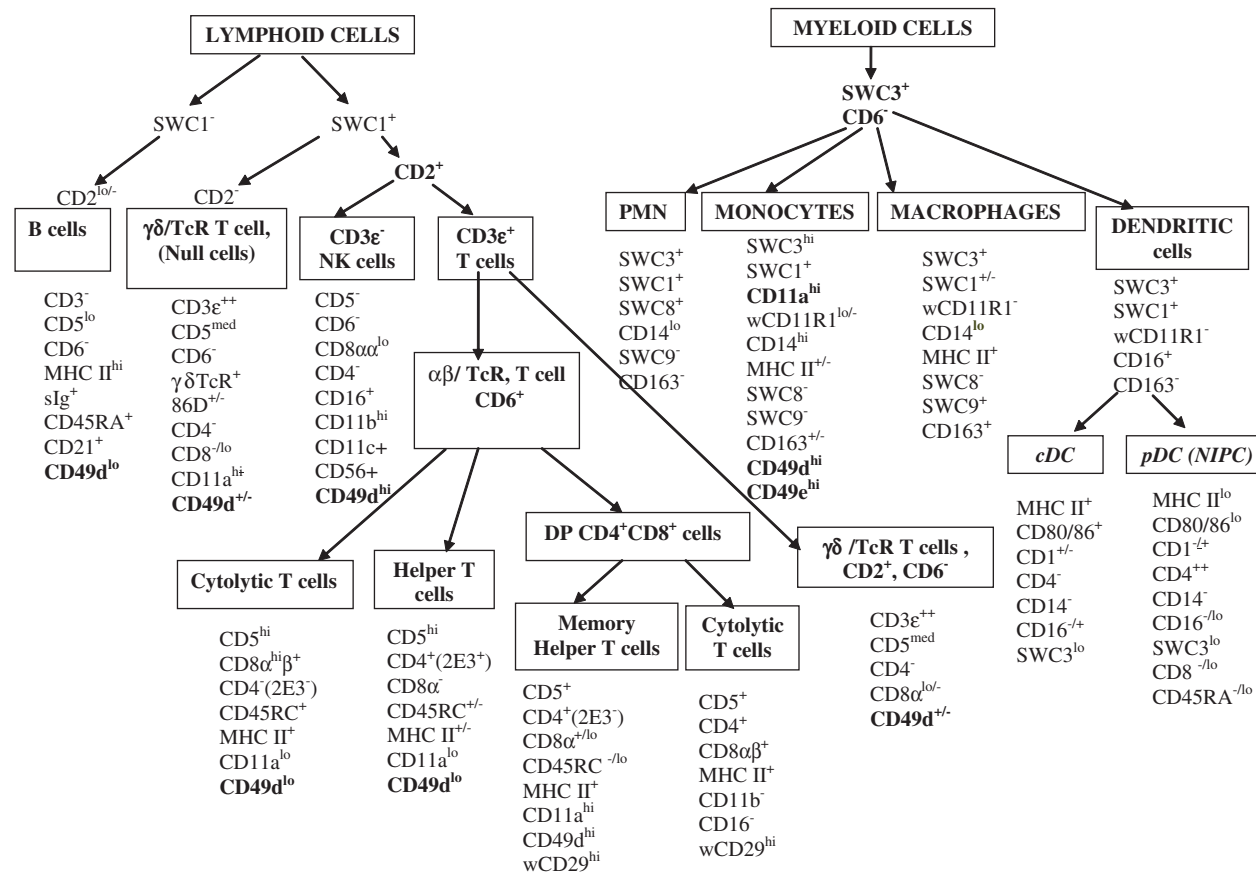 LYMPHOID CELLS
SWC1⁻
SWC1⁺
CD2⁺
CD2ˡᵒ/⁻
B cells
CD3⁻
CD5ˡᵒ
CD6⁻
MHC IIʰⁱ
sIg⁺
CD45RA⁺
CD21⁺
CD49dˡᵒ
CD2⁻
γδ/TcR T cell,
(Null cells)
CD3ε⁺⁺
CD5ᵐᵉᵈ
CD6⁻
γδTcR⁺
86D⁺/⁻
CD4⁻
CD8⁻/ˡᵒ
CD11aʰⁱ
CD49d⁺/⁻
CD3ε⁻
NK cells
CD5⁻
CD6⁻
CD8ααˡᵒ
CD4⁻
CD16⁺
CD11bʰⁱ
CD11c+
CD56+
CD49dʰⁱ
CD3ε⁺
T cells
αβ/ TcR, T cell
CD6⁺
Cytolytic T cells
CD5ʰⁱ
CD8αʰⁱβ⁺
CD4⁻(2E3⁻)
CD45RC⁺
MHC II⁺
CD11aˡᵒ
CD49dˡᵒ
Helper T
cells
CD5ʰⁱ
CD4⁺(2E3⁺)
CD8α⁻
CD45RC⁺/⁻
MHC II⁺/⁻
CD11aˡᵒ
CD49dˡᵒ
DP CD4⁺CD8⁺ cells
Memory
Helper T cells
CD5⁺
CD4⁺(2E3⁻)
CD8α⁺/ˡᵒ
CD45RC ⁻/ˡᵒ
MHC II⁺
CD11aʰⁱ
CD49dʰⁱ
wCD29ʰⁱ
Cytolytic
T cells
CD5⁺
CD4⁺
CD8αβ⁺
MHC II⁺
CD11b⁻
CD16⁻
wCD29ʰⁱ
γδ /TcR T cells ,
CD2⁺, CD6⁻
CD3ε⁺⁺
CD5ᵐᵉᵈ
CD4⁻
CD8αˡᵒ/⁻
CD49d⁺/⁻
MYELOID CELLS
SWC3⁺
CD6⁻
PMN
SWC3⁺
SWC1⁺
SWC8⁺
CD14ˡᵒ
SWC9⁻
CD163⁻
MONOCYTES
SWC3ʰⁱ
SWC1⁺
CD11aʰⁱ
wCD11R1ˡᵒ/⁻
CD14ʰⁱ
MHC II⁺/⁻
SWC8⁻
SWC9⁻
CD163⁺/⁻
CD49dʰⁱ
CD49eʰⁱ
MACROPHAGES
SWC3⁺
SWC1⁺/⁻
wCD11R1⁻
CD14ˡᵒ
MHC II⁺
SWC8⁻
SWC9⁺
CD163⁺
DENDRITIC
cells
SWC3⁺
SWC1⁺
wCD11R1⁻
CD16⁺
CD163⁻
cDC
MHC II⁺
CD80/86⁺
CD1⁺/⁻
CD4⁻
CD14⁻
CD16⁻/⁺
SWC3ˡᵒ
pDC (NIPC)
MHC IIˡᵒ
CD80/86ˡᵒ
CD1⁻/⁺
CD4⁺⁺
CD14⁻
CD16⁻/ˡᵒ
SWC3ˡᵒ
CD8 ⁻/ˡᵒ
CD45RA⁻/ˡᵒ